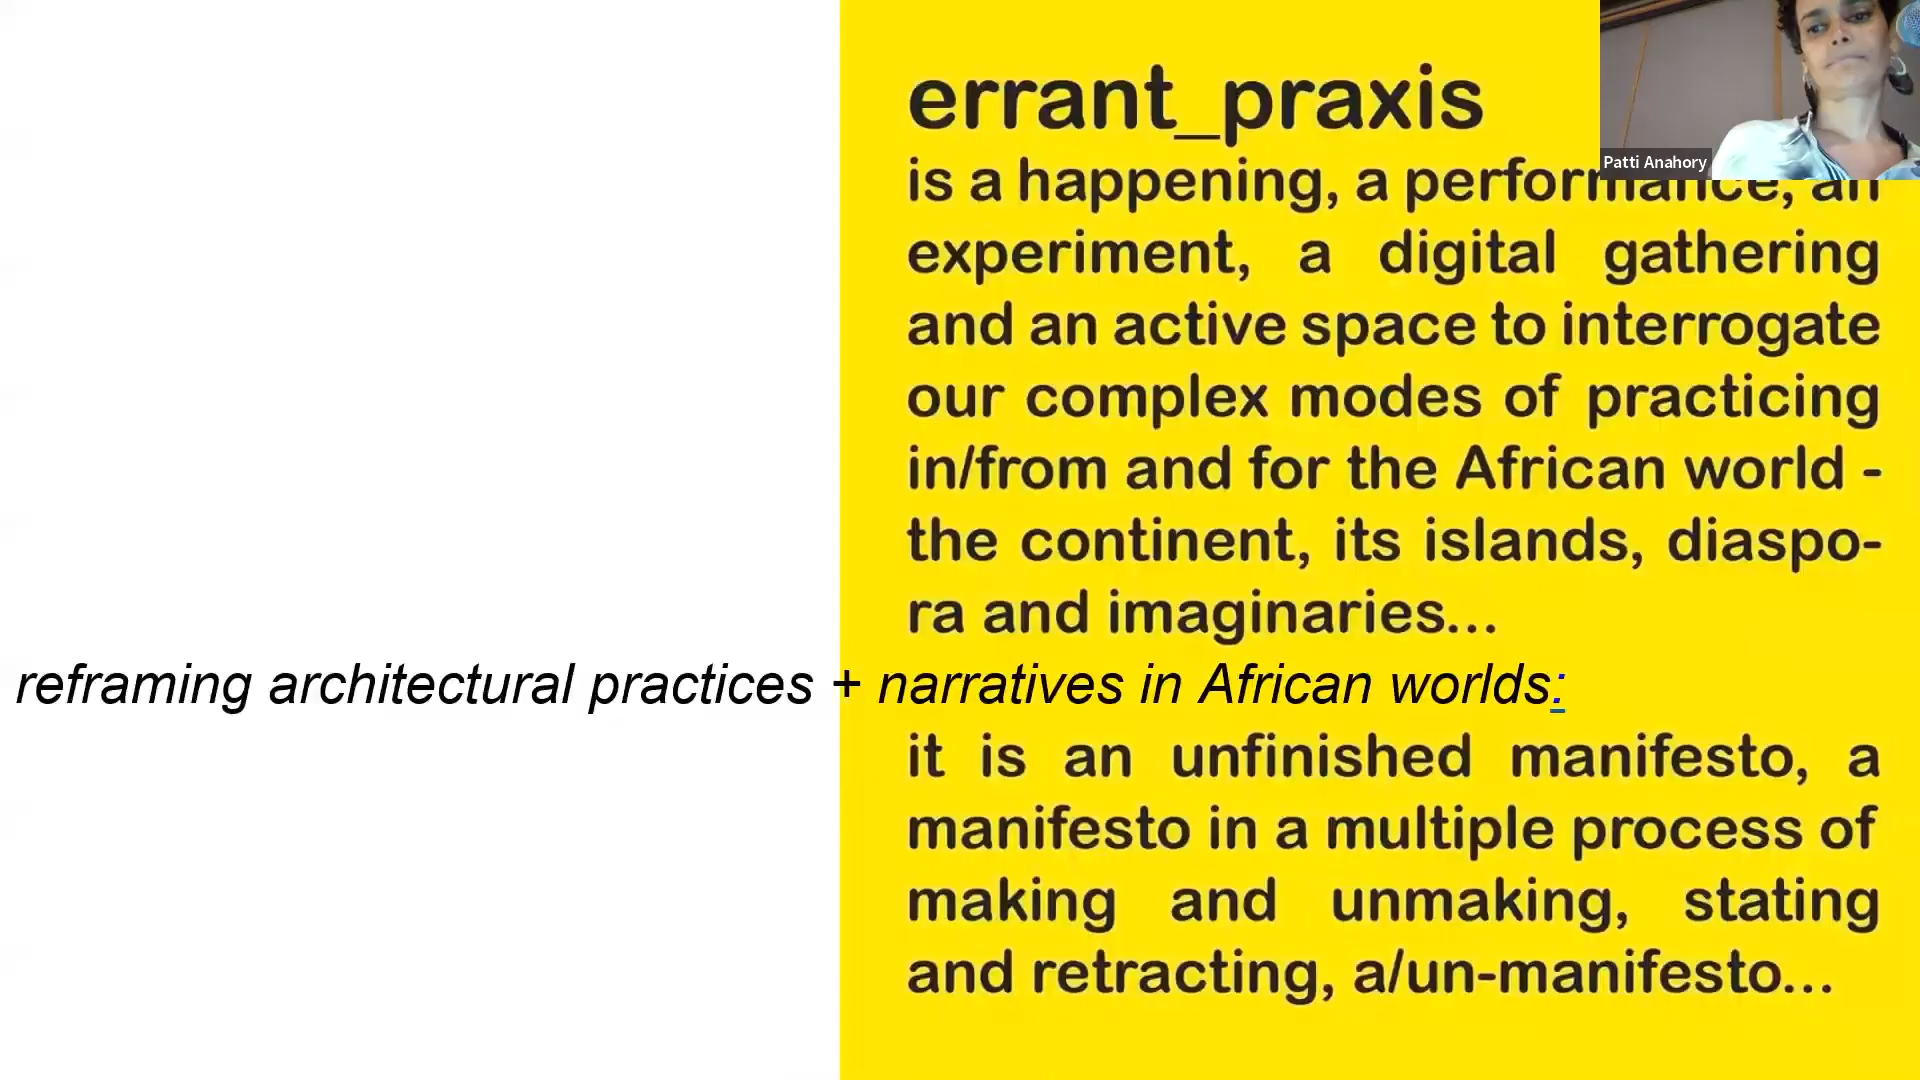 errant_praxis
Patti Anahory
is a happening, a performance, an
experiment, a digital gathering
and an active space to interrogate
our complex modes of practicing
in/from and for the African world -
the continent, its islands, diaspo-
ra and imaginaries...
reframing architectural practices + narratives in African worlds:
it is an unfinished manifesto, a
manifesto in a multiple process of
making and unmaking, stating
and retracting, a/un-manifesto...